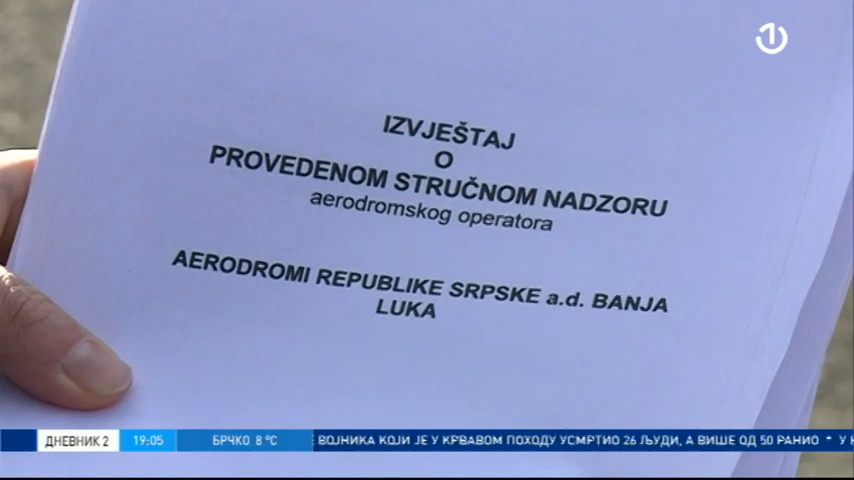 IZVJEŠTAJ
O
PROVEDENOM STRUČNOM NADZORU
aerodromskog operatora
AERODROMI REPUBLIKE SRPSKE a.d. BANJA
LUKA
ДНЕВНИК 2 19:05 БРЧКО 8 °C ВОЈНИКА КОЈИ ЈЕ У КРВАВОМ ПОХОДУ УСМРТИО 26 ЉУДИ, А ВИШЕ ОД 50 РАНИО * У